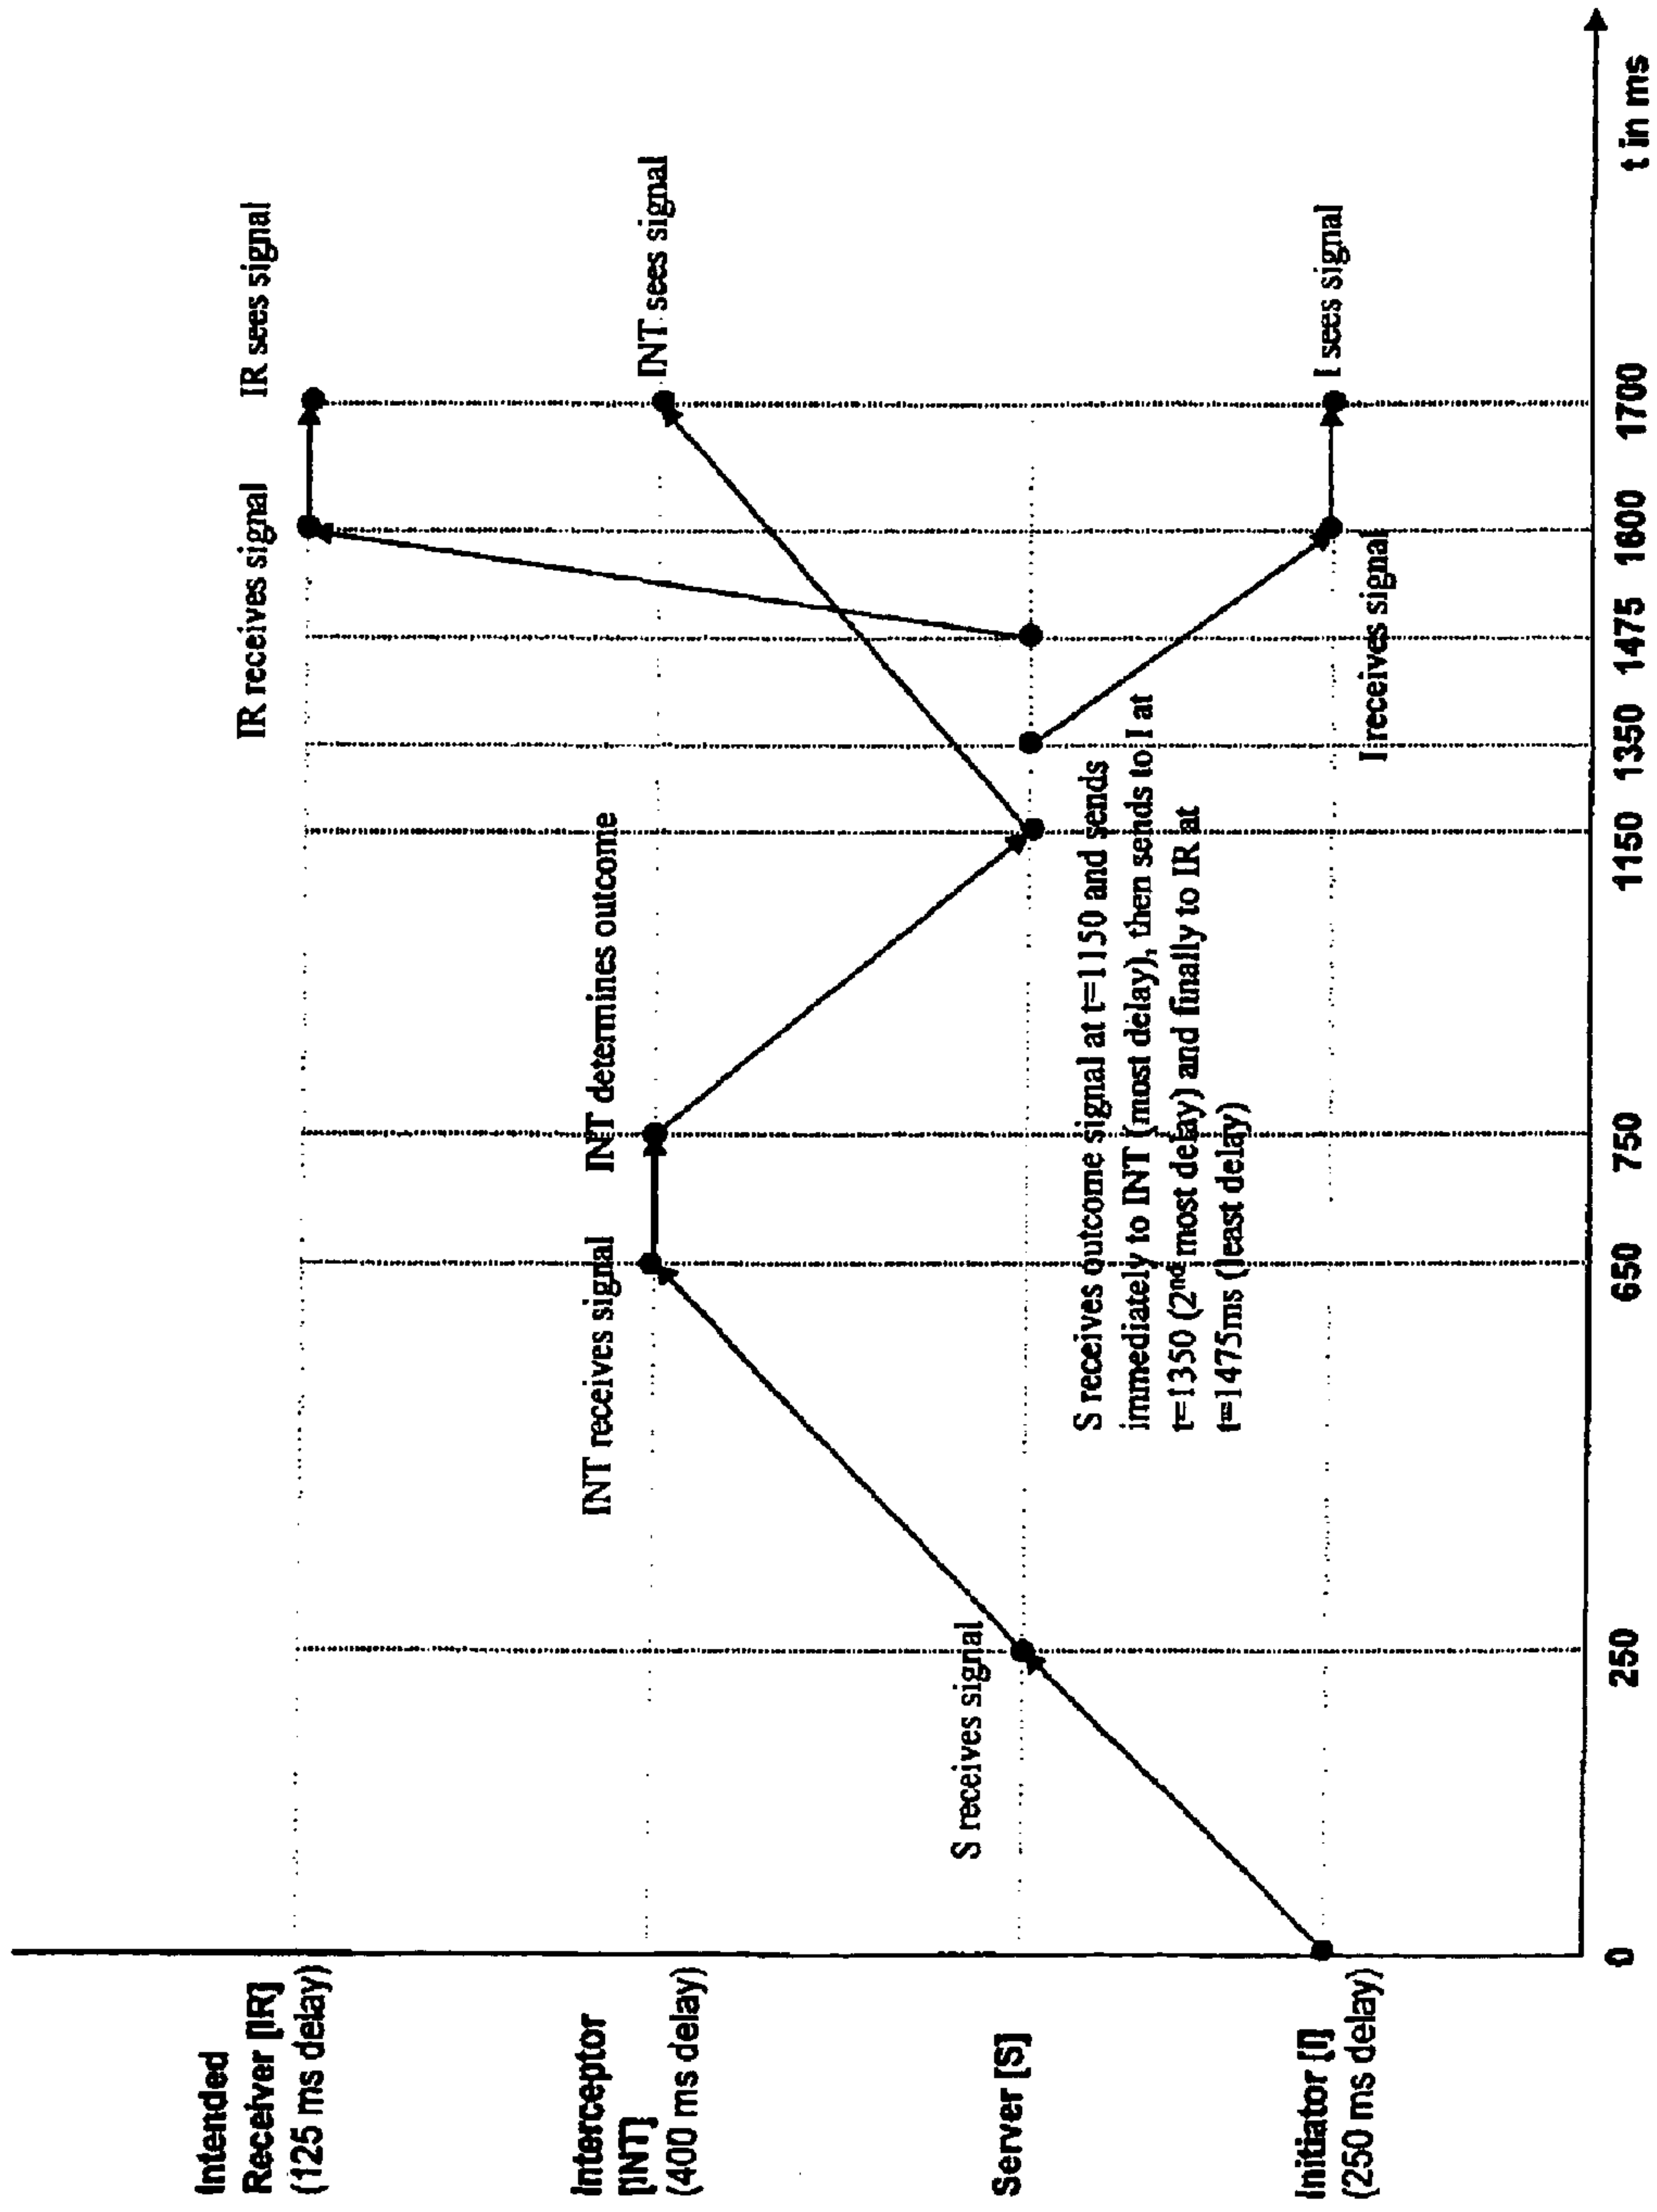 Intended
Receiver [IR]
(125 ms delay)
IR receives signal
IR sees signal
Interceptor
[INT]
(400 ms delay)
INT receives signal
INT determines outcome
INT sees signal
Server [S]
S receives signal
S receives outcome signal at t=1150 and sends
immediately to INT (most delay), then sends to I at
t=1350 (2nd most delay) and finally to IR at
t=1475ms (least delay)
Initiator [I]
(250 ms delay)
I receives signal
I sees signal
0
250
650
750
1150
1350
1475
1600
1700
t in ms